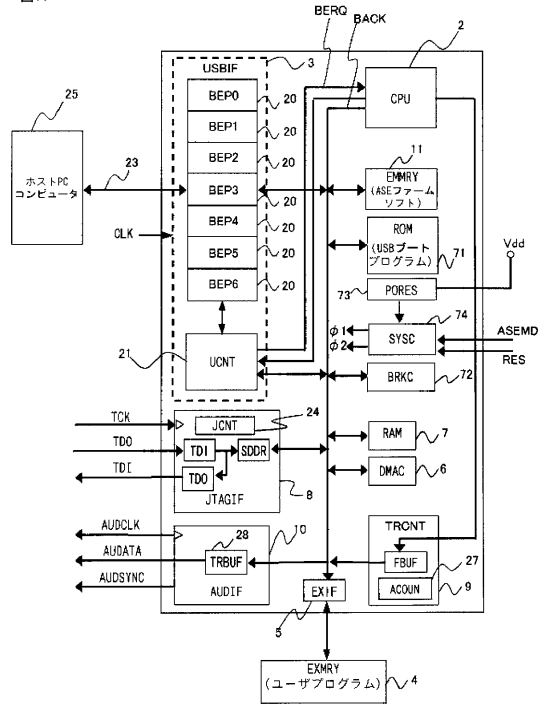 BERQ
BACK
2
3
USBIF
CPU
25
BEP0
20
BEP1
20
BEP2
20
ホストPC
コンピュータ
23
BEP3
20
11
EMMRY
(ASEファーム
ソフト)
BEP4
20
CLK
BEP5
20
ROM
(USBブート
プログラム)
71
Vdd
BEP6
20
73
PORES
74
φ1
φ2
SYSC
ASEMD
RES
21
UCNT
BRKC
72
TCK
JCNT
24
RAM
7
TDO
TDI
SDDR
TDI
TDO
DMAC
6
JTAGIF
8
AUDCLK
28
10
TRCNT
AUDATA
TRBUF
FBUF
27
AUDSYNC
AUDIF
EXIF
ACOUN
9
5
EXMRY
(ユーザプログラム)
4